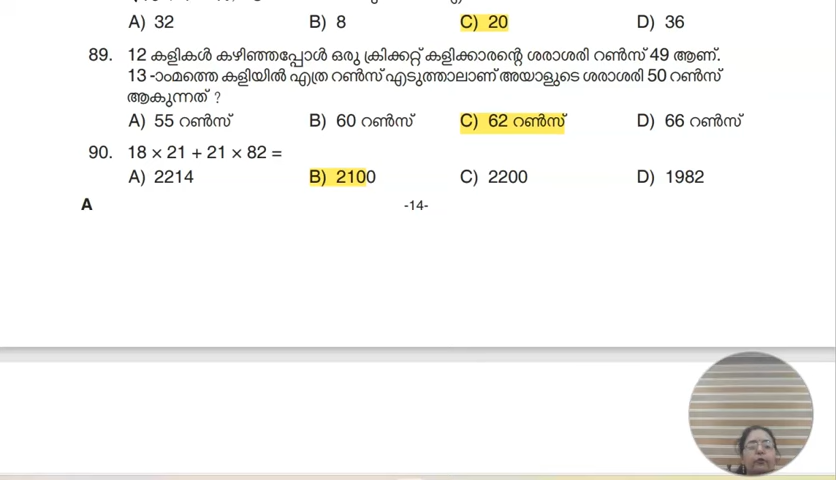 A) 32 B) 8 C) 20 D) 36
89. 12 കളികൾ കഴിഞ്ഞപ്പോൾ ഒരു ക്രിക്കറ്റ് കളിക്കാരന്റെ ശരാശരി റൺസ് 49 ആണ്.
13 -ാംമത്തെ കളിയിൽ എത്ര റൺസ് എടുത്താലാണ് അയാളുടെ ശരാശരി 50 റൺസ്
ആകുന്നത് ?
A) 55 റൺസ് B) 60 റൺസ് C) 62 റൺസ് D) 66 റൺസ്
90. 18 × 21 + 21 × 82 =
A) 2214 B) 2100 C) 2200 D) 1982
A -14-